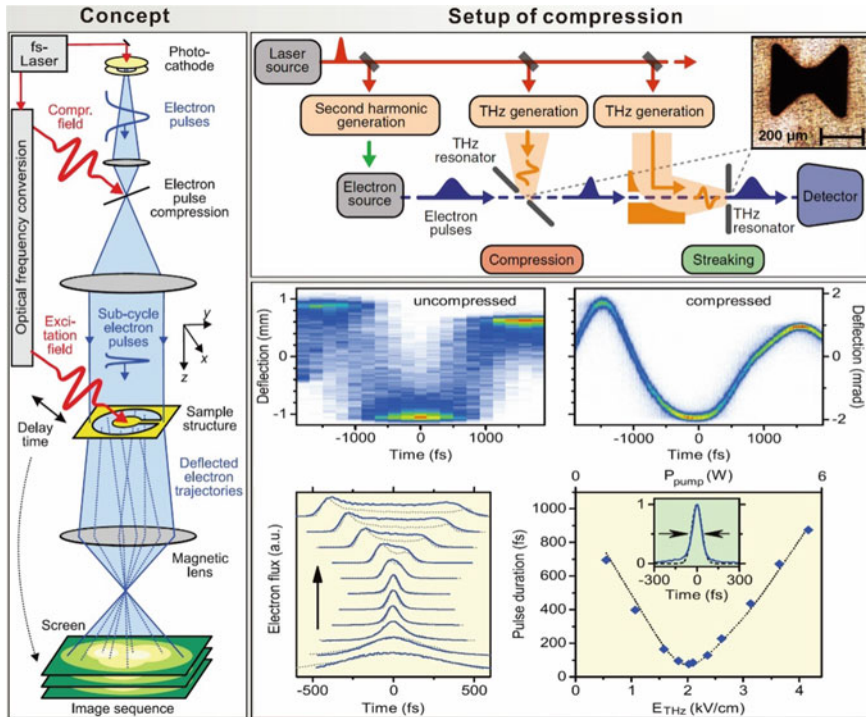 Concept
fs-
Laser
Photo-
cathode
Compr.
field
Electron
pulses
Optical frequency conversion
Electron
pulse
compression
Exci-
tation
field
Sub-cycle
electron
pulses
y
x
z
Delay
time
Sample
structure
Deflected
electron
trajectories
Magnetic
lens
Screen
Image sequence
Setup of compression
Laser
source
Second harmonic
generation
THz generation
THz generation
200 µm
THz
resonator
Electron
source
Electron
pulses
THz
resonator
Detector
Compression
Streaking
uncompressed
Deflection (mm)
1
0
-1
-1000
0
1000
Time (fs)
compressed
2
0
-2
Deflection (mrad)
-1000
0
1000
Time (fs)
Electron flux (a.u.)
-500
0
500
Time (fs)
0
P_pump (W)
6
Pulse duration (fs)
1000
800
600
400
200
0
1
0
-300
0
300
Time (fs)
0
1
2
3
4
E_THz (kV/cm)